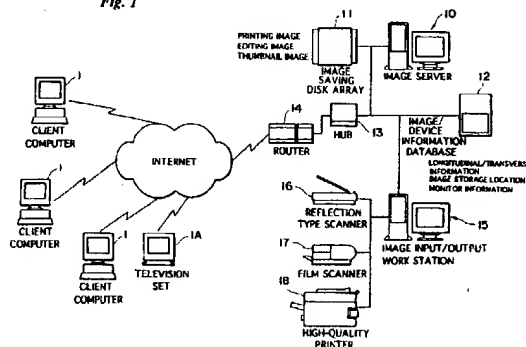 Fig. 1
PRINTING IMAGE
EDITING IMAGE
THUMBNAIL IMAGE
11
IMAGE
SAVING
DISK ARRAY
10
IMAGE SERVER
12
IMAGE/
DEVICE
INFORMATION
DATABASE
LONGITUDINAL/TRANSVERS
INFORMATION
IMAGE STORAGE LOCATION
MONITOR INFORMATION
1
CLIENT
COMPUTER
14
ROUTER
HUB
13
INTERNET
1
CLIENT
COMPUTER
1
CLIENT
COMPUTER
1A
TELEVISION
SET
16
REFLECTION
TYPE SCANNER
15
IMAGE INPUT/OUTPUT
WORK STATION
17
FILM SCANNER
18
HIGH-QUALITY
PRINTER